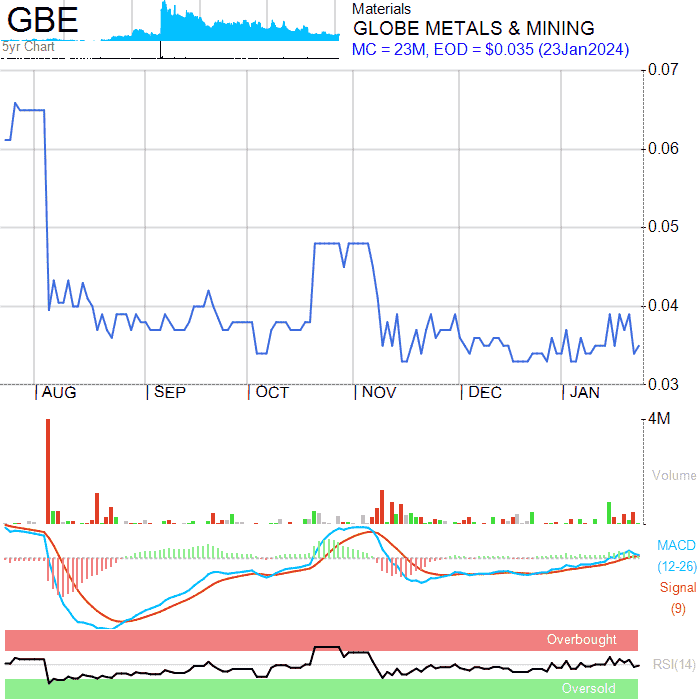 GBE
5yr Chart
Materials
GLOBE METALS & MINING
MC = 23M, EOD = $0.035 (23Jan2024)
0.07
0.06
0.05
0.04
0.03
AUG SEP OCT NOV DEC JAN
4M
Volume
MACD
(12-26)
Signal
(9)
Overbought
RSI(14)
Oversold